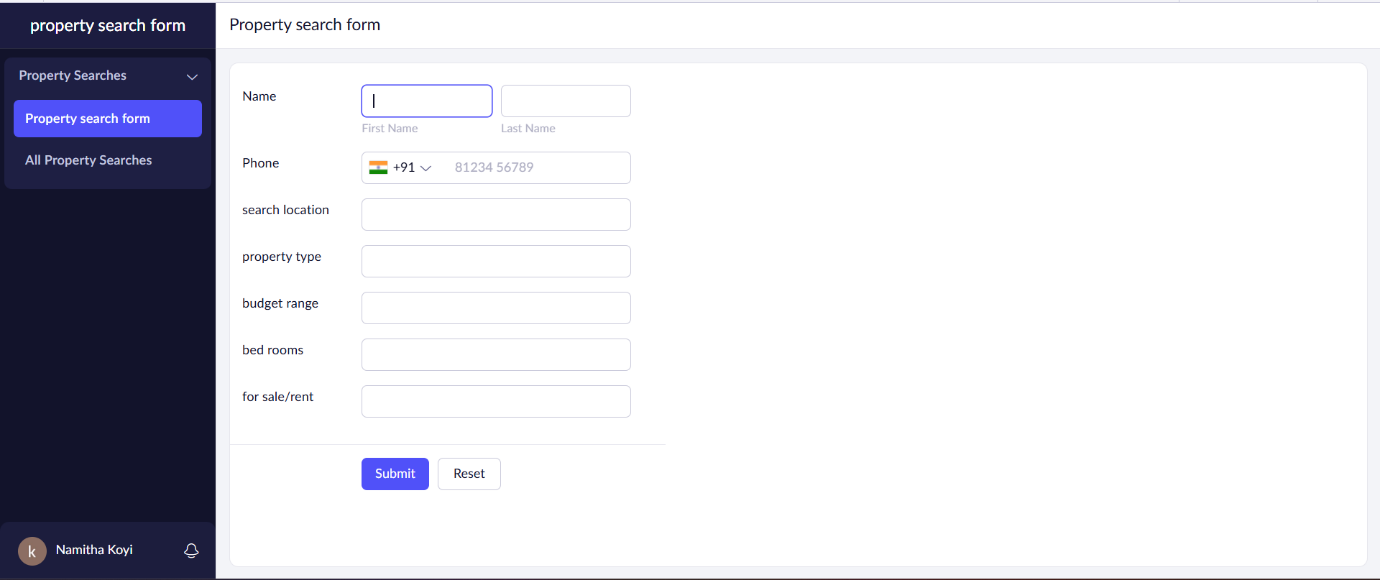 property search form
Property search form
Property Searches
Property search form
All Property Searches
Name
First Name Last Name
Phone +91 81234 56789
search location
property type
budget range
bed rooms
for sale/rent
Submit Reset
k Namitha Koyi